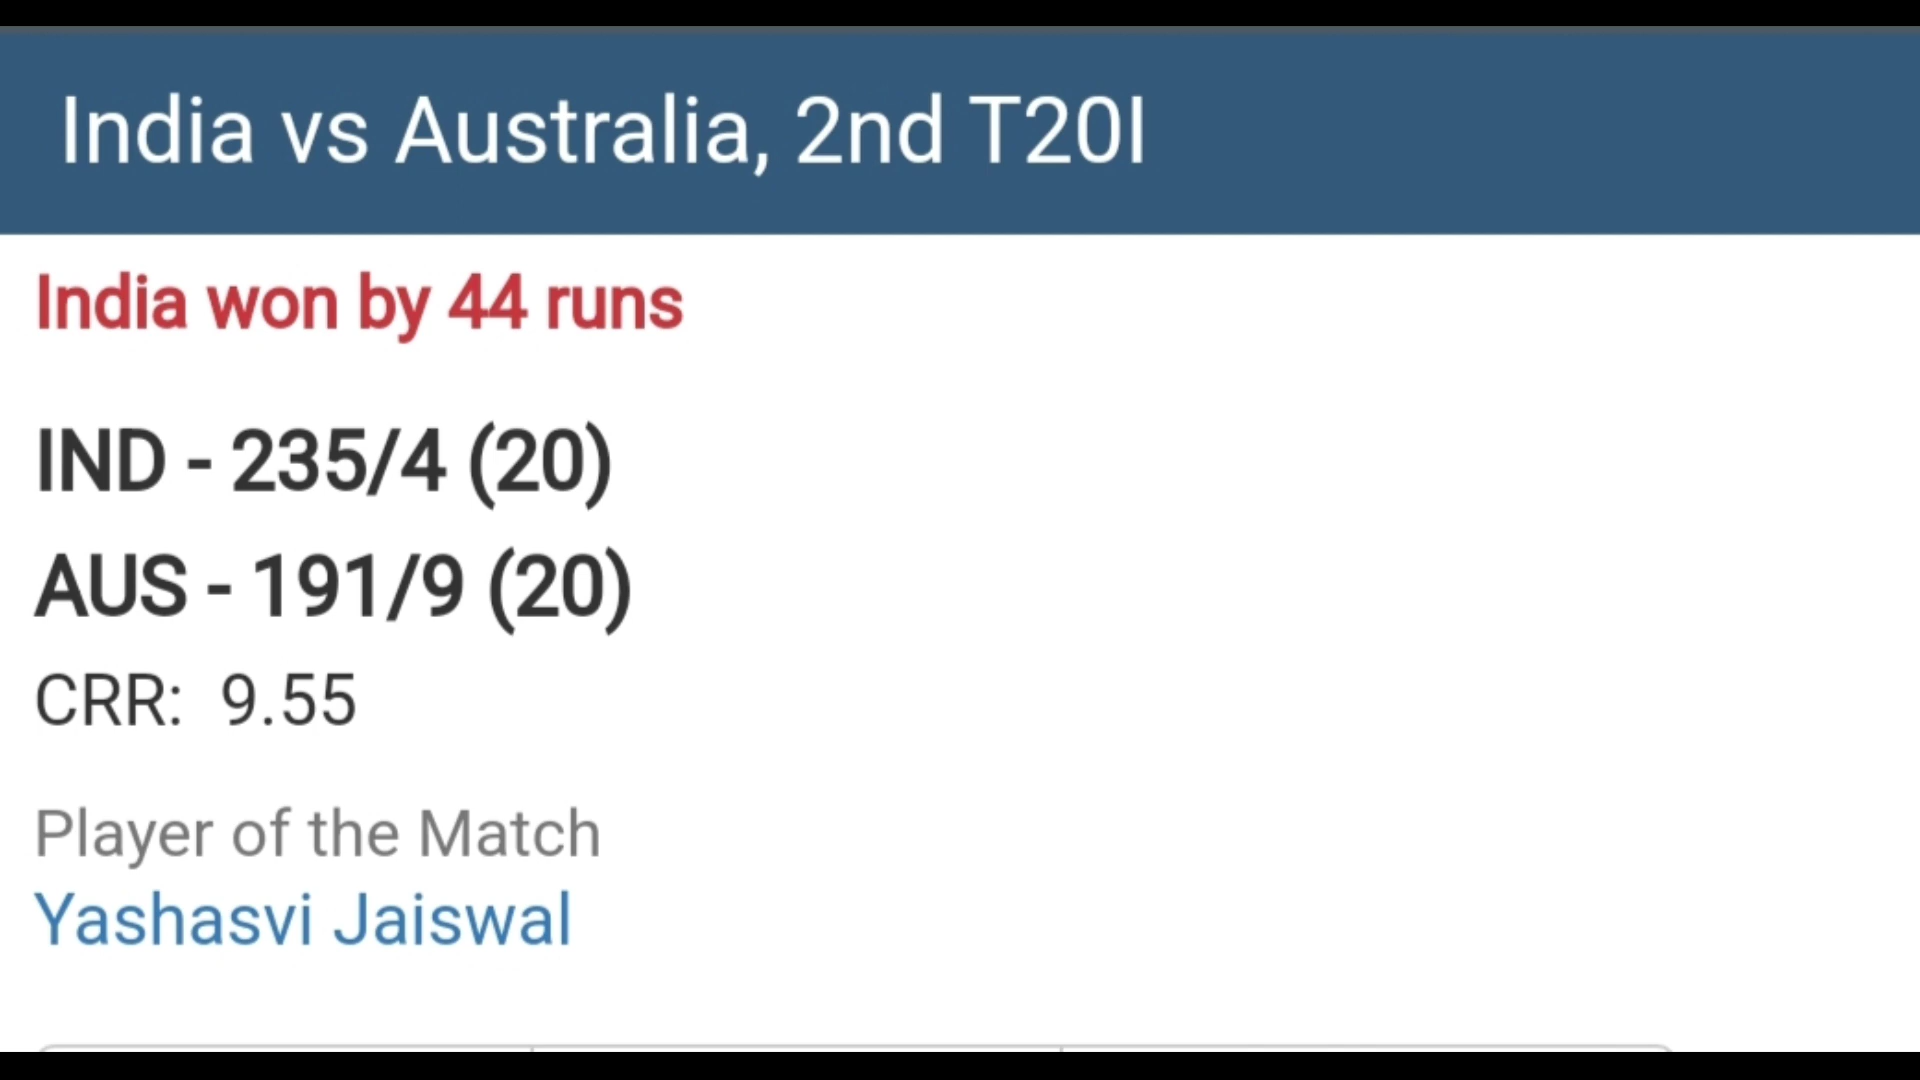 India vs Australia, 2nd T20I
India won by 44 runs
IND - 235/4 (20)
AUS - 191/9 (20)
CRR: 9.55
Player of the Match
Yashasvi Jaiswal